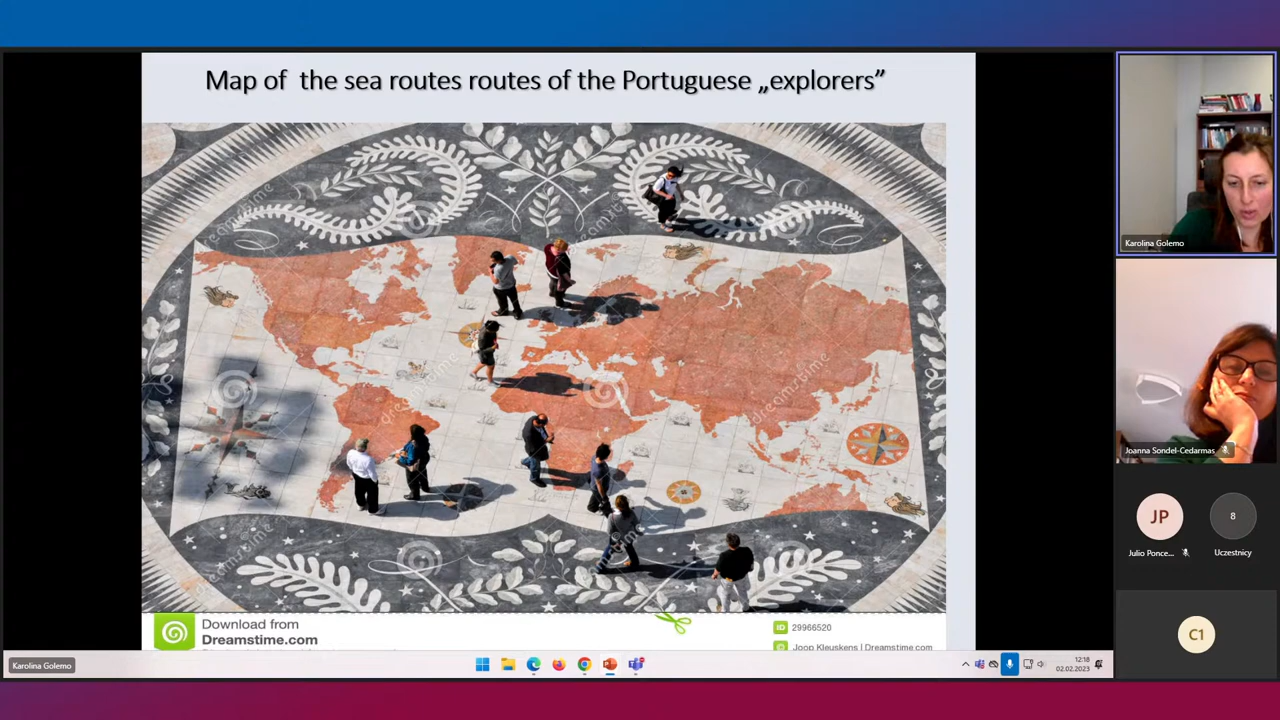 Map of the sea routes routes of the Portuguese „explorers”
dreamstime
Download from
Dreamstime.com
ID 29966520
Joop Kleuskens | Dreamstime.com
Karolina Golemo
Joanna Sondel-Cedarmas
JP
Julio Ponce...
8
Uczestnicy
C1
Karolina Golemo
12:18
02.02.2023